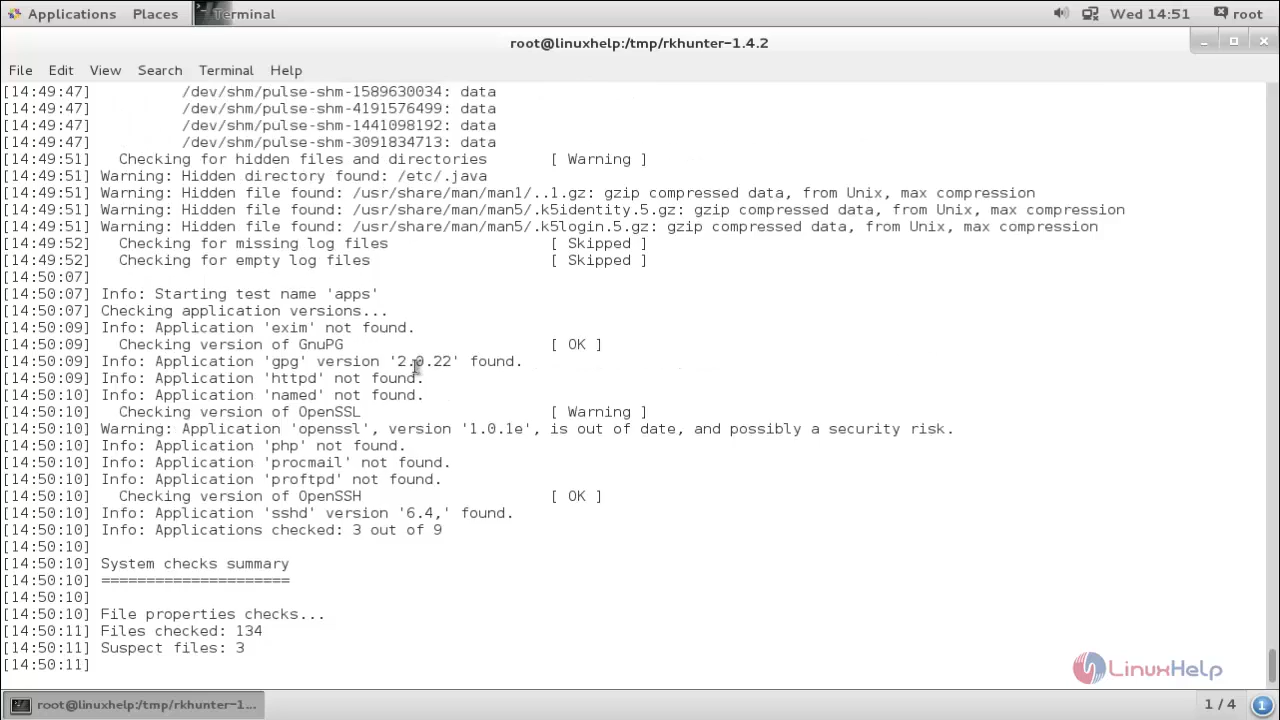 Applications Places Terminal Wed 14:51 root
root@linuxhelp:/tmp/rkhunter-1.4.2
File Edit View Search Terminal Help
[14:49:47] /dev/shm/pulse-shm-1589630034: data
[14:49:47] /dev/shm/pulse-shm-4191576499: data
[14:49:47] /dev/shm/pulse-shm-1441098192: data
[14:49:47] /dev/shm/pulse-shm-3091834713: data
[14:49:51] Checking for hidden files and directories [ Warning ]
[14:49:51] Warning: Hidden directory found: /etc/.java
[14:49:51] Warning: Hidden file found: /usr/share/man/man1/..1.gz: gzip compressed data, from Unix, max compression
[14:49:51] Warning: Hidden file found: /usr/share/man/man5/.k5identity.5.gz: gzip compressed data, from Unix, max compression
[14:49:51] Warning: Hidden file found: /usr/share/man/man5/.k5login.5.gz: gzip compressed data, from Unix, max compression
[14:49:52] Checking for missing log files [ Skipped ]
[14:49:52] Checking for empty log files [ Skipped ]
[14:50:07]
[14:50:07] Info: Starting test name 'apps'
[14:50:07] Checking application versions...
[14:50:09] Info: Application 'exim' not found.
[14:50:09] Checking version of GnuPG [ OK ]
[14:50:09] Info: Application 'gpg' version '2.0.22' found.
[14:50:09] Info: Application 'httpd' not found.
[14:50:10] Info: Application 'named' not found.
[14:50:10] Checking version of OpenSSL [ Warning ]
[14:50:10] Warning: Application 'openssl', version '1.0.1e', is out of date, and possibly a security risk.
[14:50:10] Info: Application 'php' not found.
[14:50:10] Info: Application 'procmail' not found.
[14:50:10] Info: Application 'proftpd' not found.
[14:50:10] Checking version of OpenSSH [ OK ]
[14:50:10] Info: Application 'sshd' version '6.4,' found.
[14:50:10] Info: Applications checked: 3 out of 9
[14:50:10]
[14:50:10] System checks summary
[14:50:10] =====================
[14:50:10]
[14:50:10] File properties checks...
[14:50:11] Files checked: 134
[14:50:11] Suspect files: 3
[14:50:11]
LinuxHelp
root@linuxhelp:/tmp/rkhunter-1... 1 / 4 1